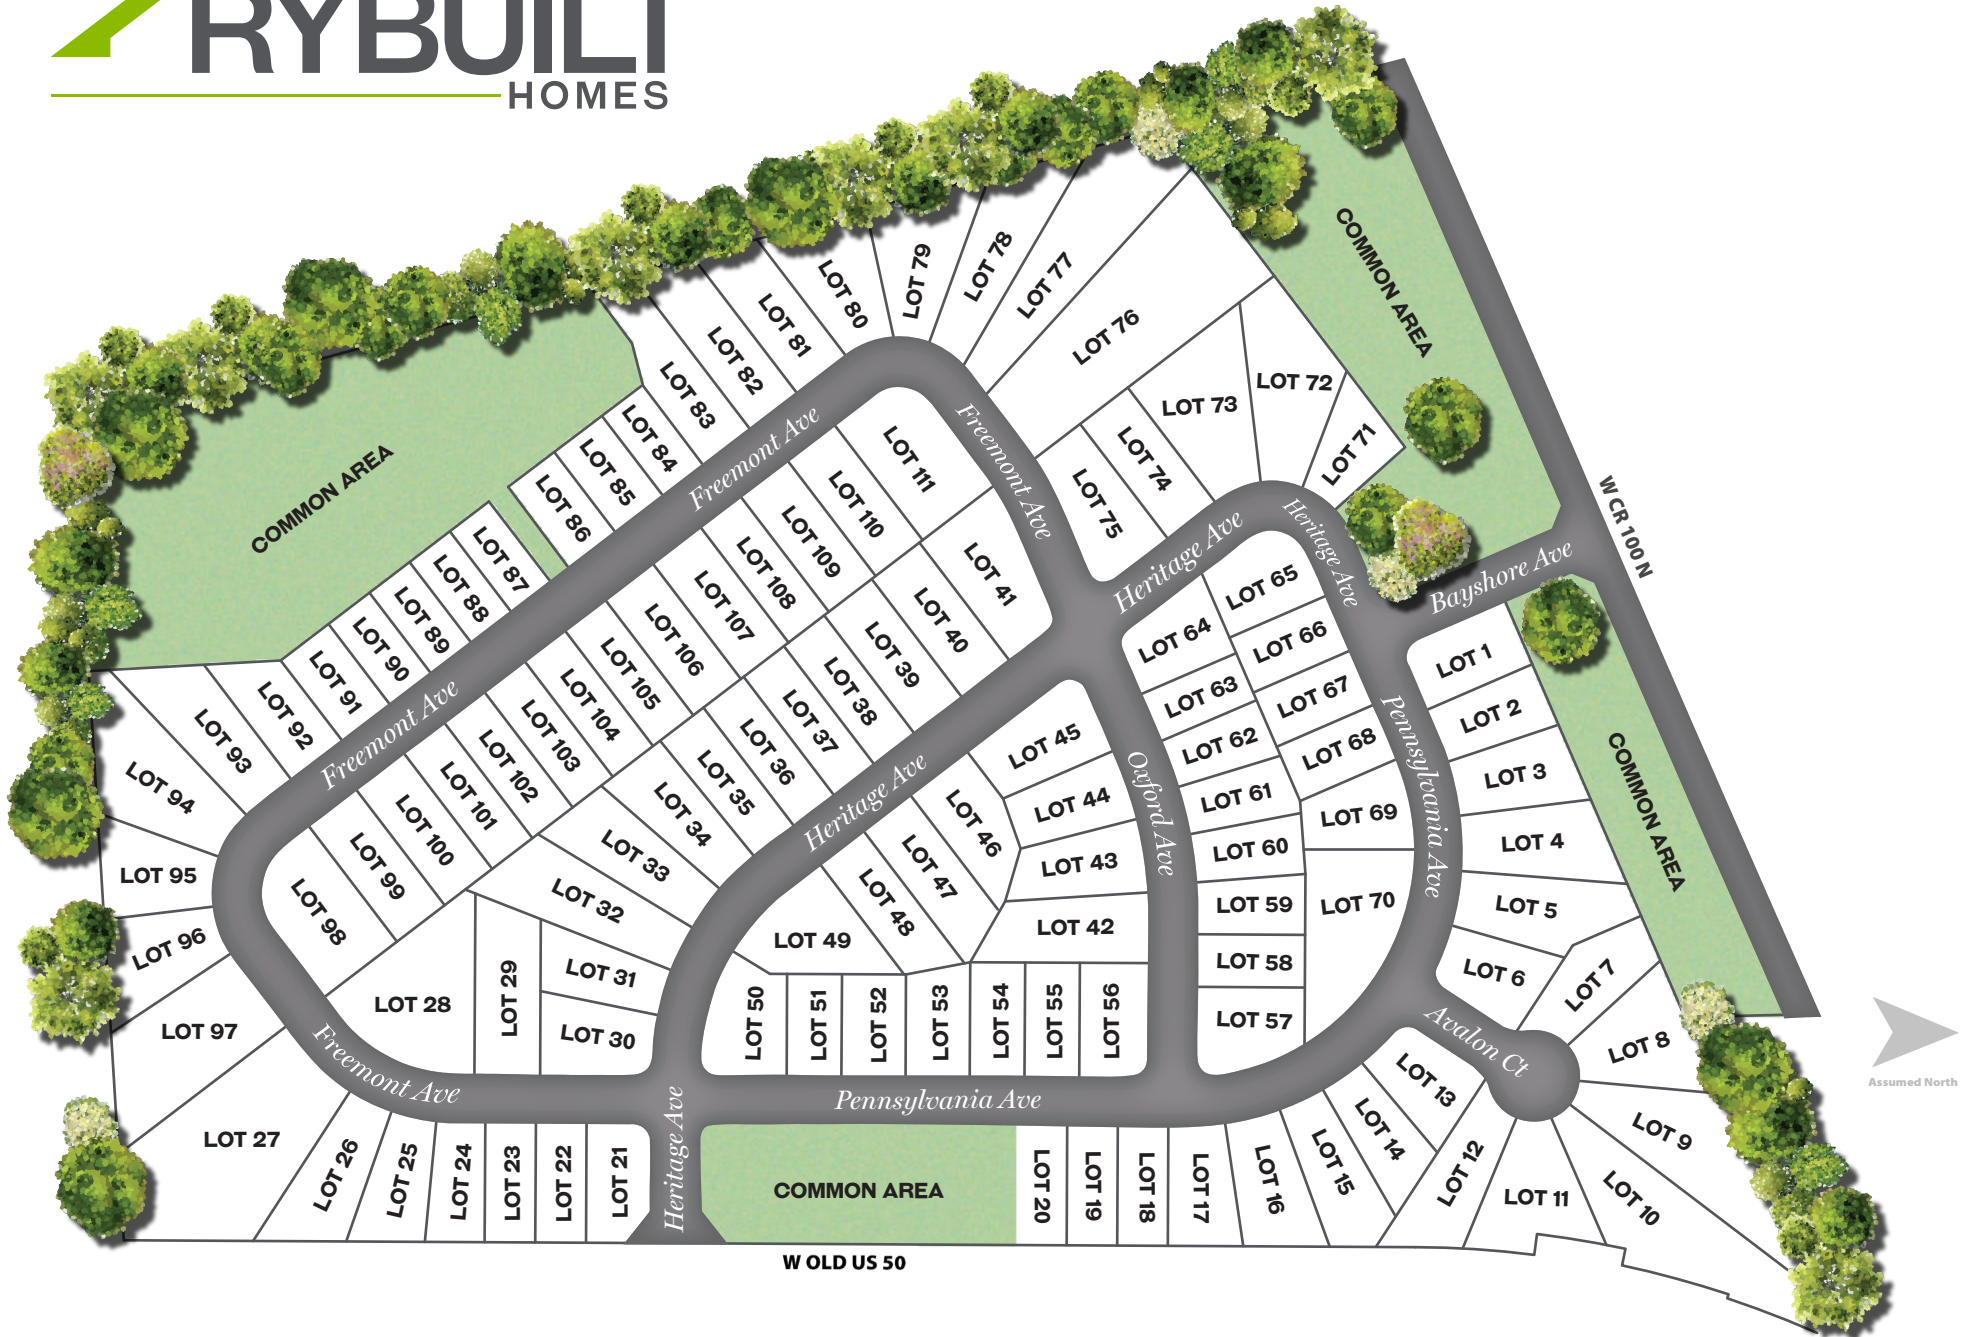 RYBUILT
HOMES
LOT 79
LOT 78
LOT 77
LOT 80
LOT 81
LOT 82
LOT 83
LOT 84
LOT 85
LOT 86
LOT 76
COMMON AREA
LOT 72
LOT 73
LOT 71
LOT 74
LOT 75
COMMON AREA
Freemont Ave
Freemont Ave
LOT 111
LOT 110
LOT 109
LOT 108
LOT 107
LOT 106
LOT 105
LOT 104
LOT 103
LOT 102
LOT 101
LOT 100
LOT 99
LOT 98
LOT 87
LOT 88
LOT 89
LOT 90
LOT 91
LOT 92
LOT 93
LOT 94
LOT 95
LOT 96
LOT 97
Freemont Ave
Heritage Ave
Heritage Ave
Bayshore Ave
W CR 100 N
LOT 41
LOT 40
LOT 39
LOT 38
LOT 37
LOT 36
LOT 35
LOT 34
LOT 33
LOT 32
LOT 31
LOT 30
LOT 29
LOT 28
LOT 65
LOT 64
LOT 66
LOT 63
LOT 67
LOT 62
LOT 68
LOT 61
LOT 69
LOT 60
LOT 59
LOT 70
LOT 58
LOT 57
LOT 1
LOT 2
LOT 3
LOT 4
LOT 5
LOT 6
LOT 7
LOT 8
LOT 9
LOT 10
LOT 11
LOT 12
LOT 13
LOT 14
LOT 15
LOT 16
LOT 17
LOT 18
LOT 19
LOT 20
COMMON AREA
Pennsylvania Ave
Oxford Ave
Heritage Ave
LOT 45
LOT 44
LOT 43
LOT 42
LOT 46
LOT 47
LOT 48
LOT 49
LOT 50
LOT 51
LOT 52
LOT 53
LOT 54
LOT 55
LOT 56
Avalon Ct
Freemont Ave
Pennsylvania Ave
Heritage Ave
LOT 27
LOT 26
LOT 25
LOT 24
LOT 23
LOT 22
LOT 21
COMMON AREA
W OLD US 50
Assumed North